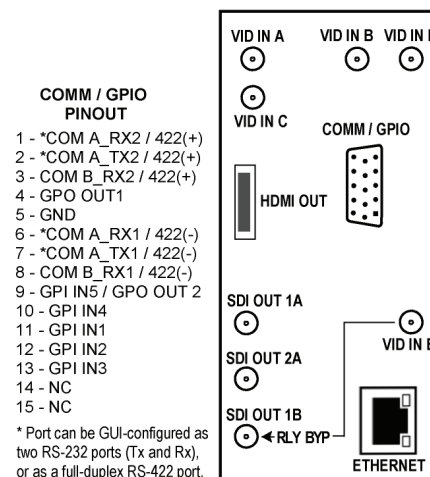 COMM / GPIO
PINOUT
1 - *COM A_RX2 / 422(+)
2 - *COM A_TX2 / 422(+)
3 - COM B_RX2 / 422(+)
4 - GPO OUT1
5 - GND
6 - *COM A_RX1 / 422(-)
7 - *COM A_TX1 / 422(-)
8 - COM B_RX1 / 422(-)
9 - GPI IN5 / GPO OUT 2
10 - GPI IN4
11 - GPI IN1
12 - GPI IN2
13 - GPI IN3
14 - NC
15 - NC
* Port can be GUI-configured as
two RS-232 ports (Tx and Rx),
or as a full-duplex RS-422 port.
VID IN A
VID IN B
VID IN
VID IN C
COMM / GPIO
HDMI OUT
SDI OUT 1A
VID IN E
SDI OUT 2A
SDI OUT 1B
RLY BYP
ETHERNET